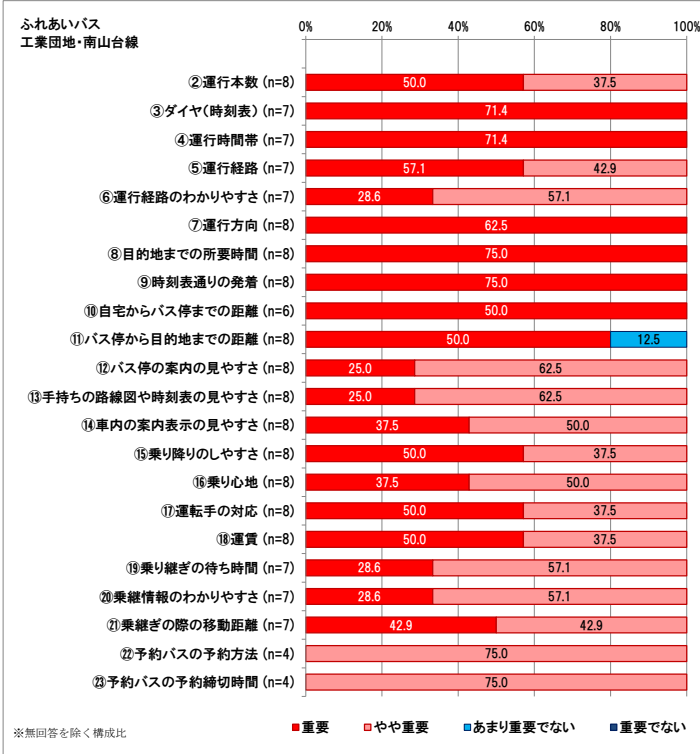 ふれあいバス
工業団地・南山台線
0% 20% 40% 60% 80% 100%
②運行本数 (n=8) 50.0 37.5
③ダイヤ(時刻表) (n=7) 71.4
④運行時間帯 (n=7) 71.4
⑤運行経路 (n=7) 57.1 42.9
⑥運行経路のわかりやすさ (n=7) 28.6 57.1
⑦運行方向 (n=8) 62.5
⑧目的地までの所要時間 (n=8) 75.0
⑨時刻表通りの発着 (n=8) 75.0
⑩自宅からバス停までの距離 (n=6) 50.0
⑪バス停から目的地までの距離 (n=8) 50.0 12.5
⑫バス停の案内の見やすさ (n=8) 25.0 62.5
⑬手持ちの路線図や時刻表の見やすさ (n=8) 25.0 62.5
⑭車内の案内表示の見やすさ (n=8) 37.5 50.0
⑮乗り降りのしやすさ (n=8) 50.0 37.5
⑯乗り心地 (n=8) 37.5 50.0
⑰運転手の対応 (n=8) 50.0 37.5
⑱運賃 (n=8) 50.0 37.5
⑲乗り継ぎの待ち時間 (n=7) 28.6 57.1
⑳乗継情報のわかりやすさ (n=7) 28.6 57.1
㉑乗継ぎの際の移動距離 (n=7) 42.9 42.9
㉒予約バスの予約方法 (n=4) 75.0
㉓予約バスの予約締切時間 (n=4) 75.0
※無回答を除く構成比 重要 やや重要 あまり重要でない 重要でない